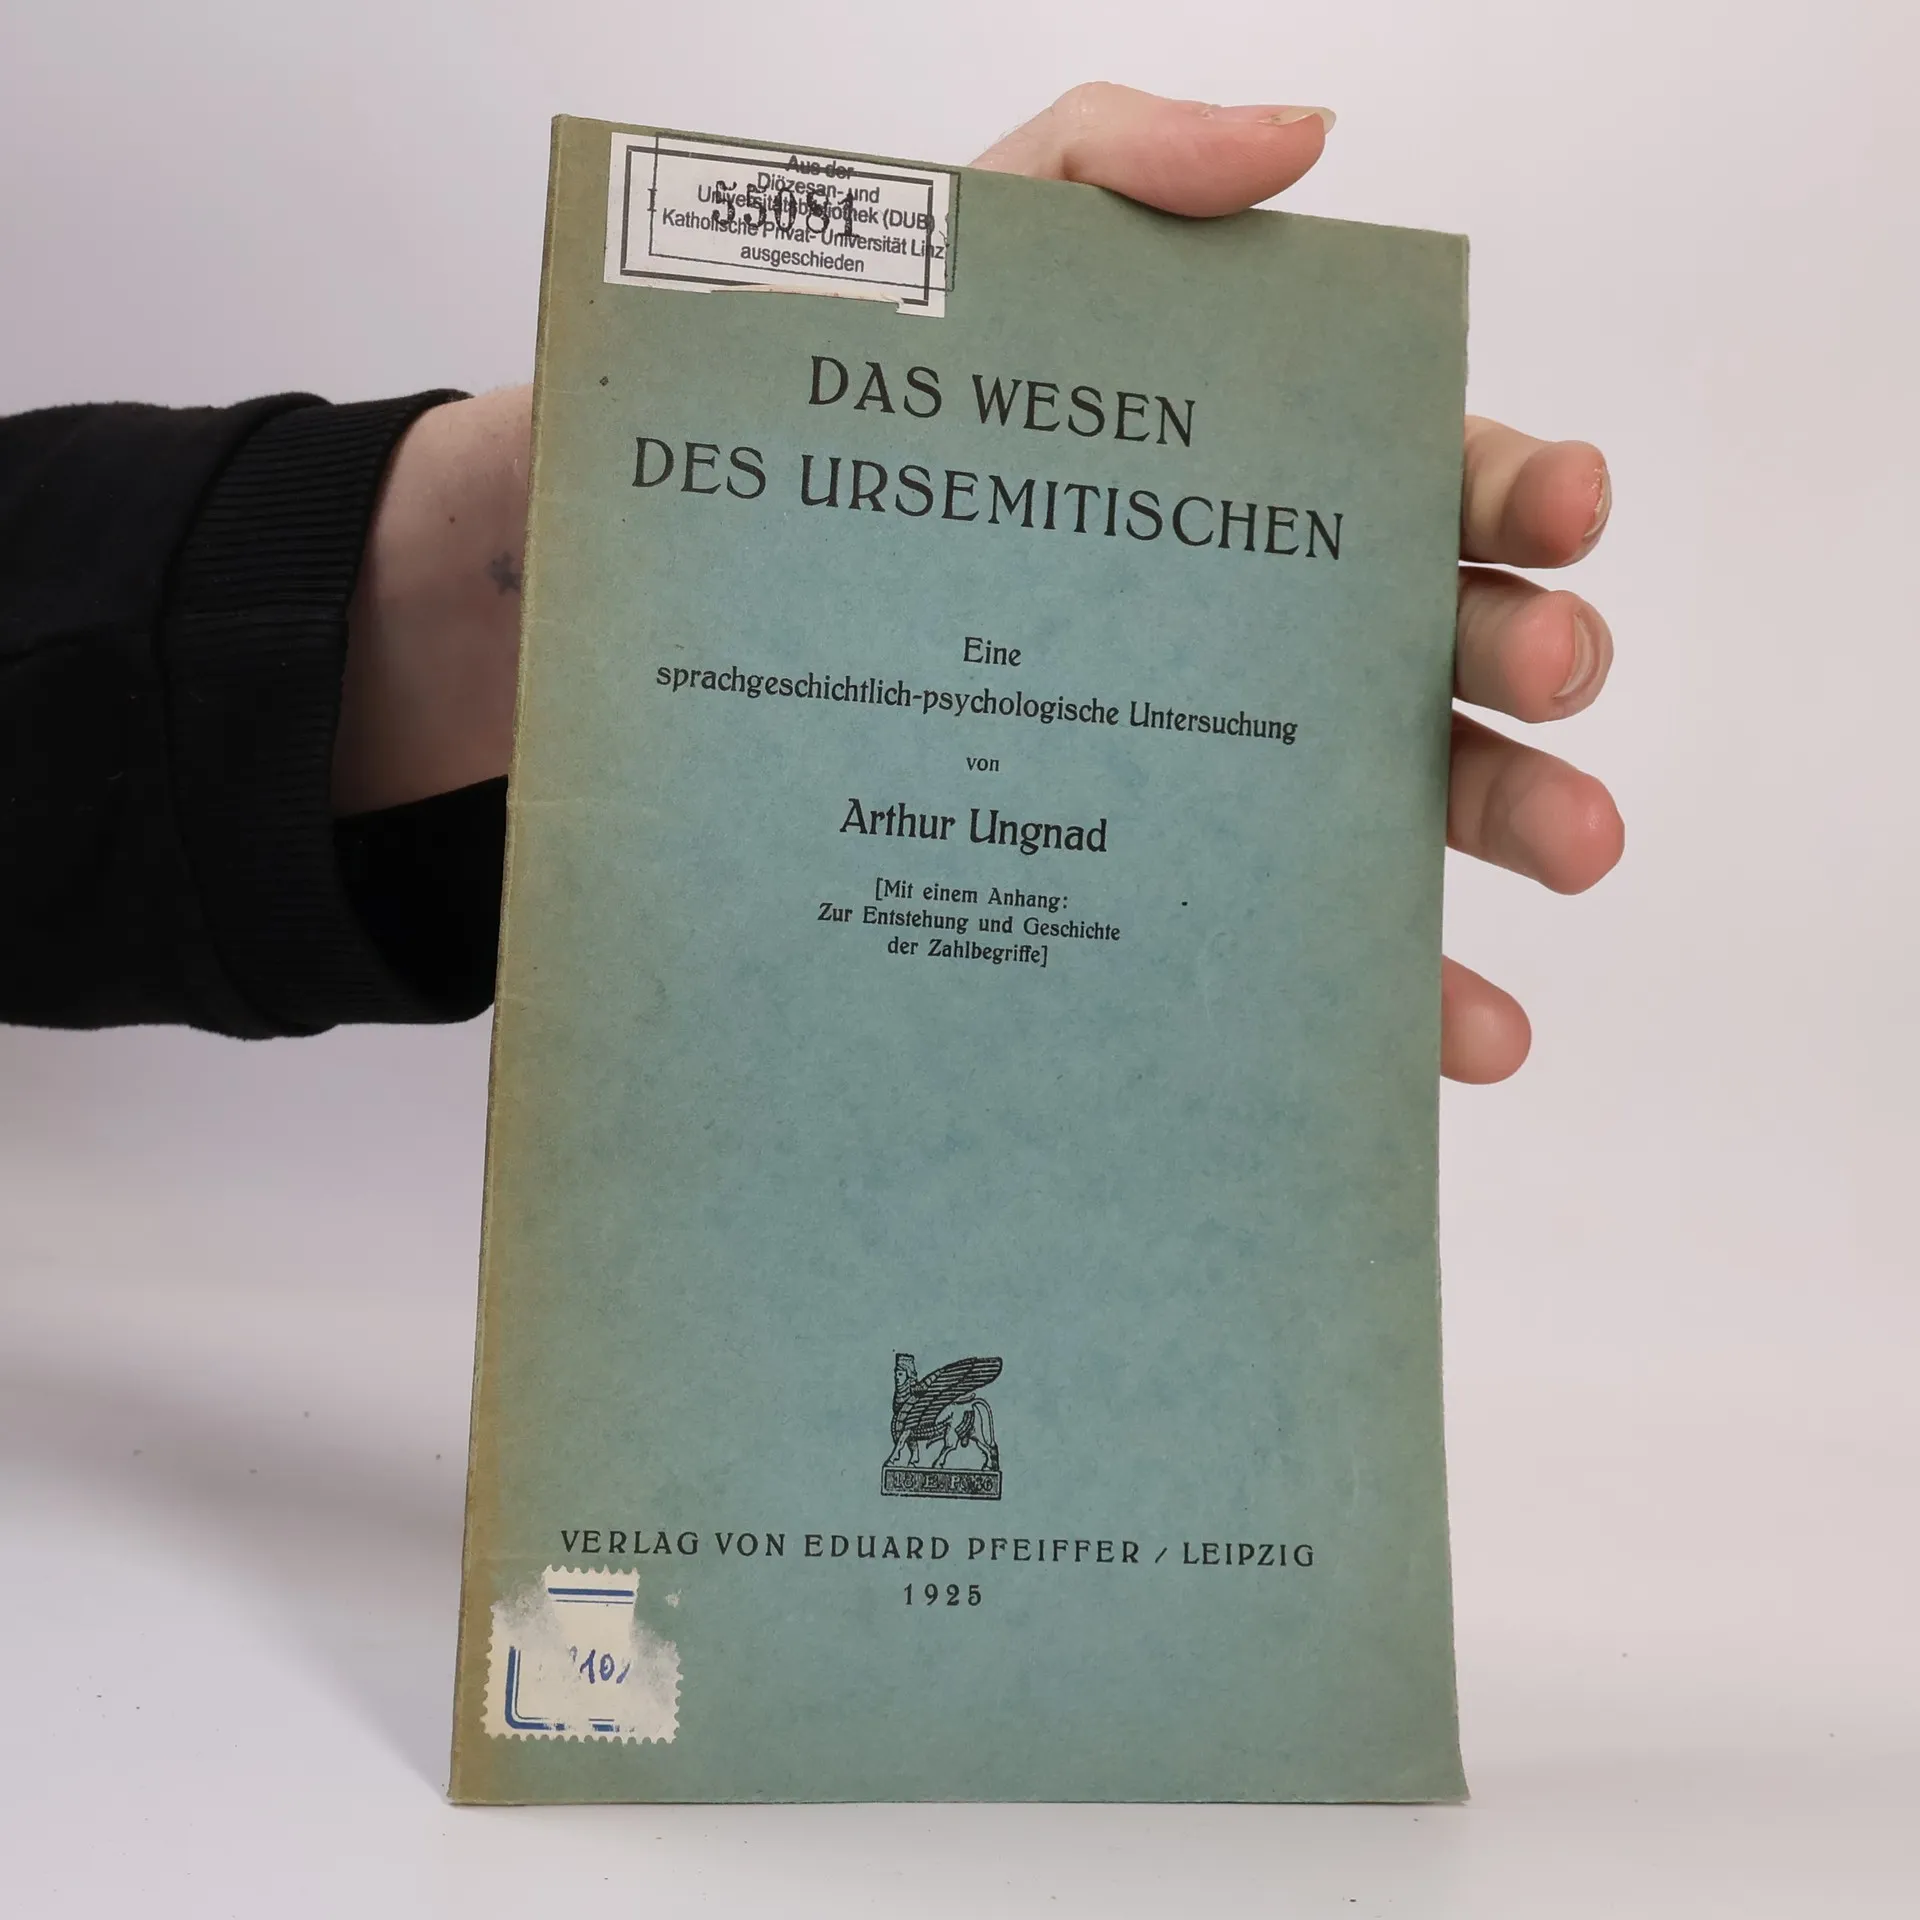 Aus der
Diözesan- und
Universitätsbibliothek (DUB)
Katholische Privat- Universität Linz
ausgeschieden
I 55081
DAS WESEN
DES URSEMITISCHEN
Eine
sprachgeschichtlich-psychologische Untersuchung
von
Arthur Ungnad
[Mit einem Anhang:
Zur Entstehung und Geschichte
der Zahlbegriffe]
VERLAG VON EDUARD PFEIFFER / LEIPZIG
1925